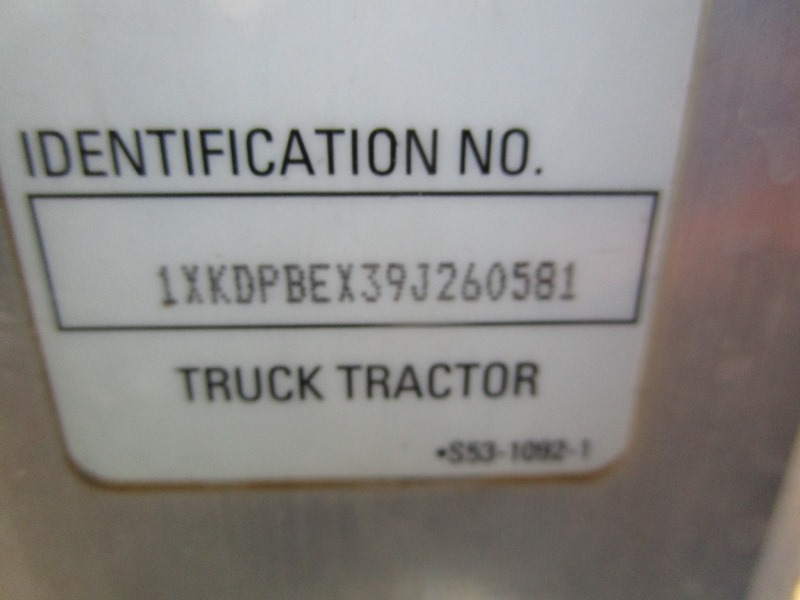 IDENTIFICATION NO.
1XKDPBEX39J260581
TRUCK TRACTOR
•S53-1092-1